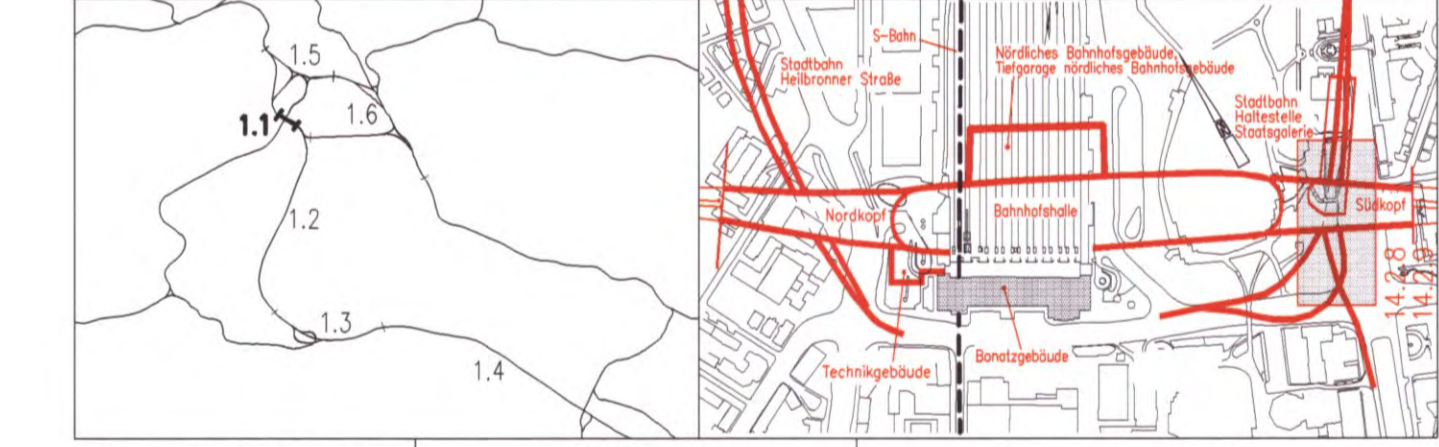 1.5
1.6
1.1
1.2
1.3
1.4
S-Bahn
Stadtbahn
Heilbronner Straße
Nördliches Bahnhofsgebäude,
Tiefgarage nördliches Bahnhofsgebäude
Stadtbahn
Haltestelle
Staatsgalerie
Nordkopf
Bahnhofshalle
Südkopf
Technikgebäude
Bonatzgebäude
14.2.8
14.2.9